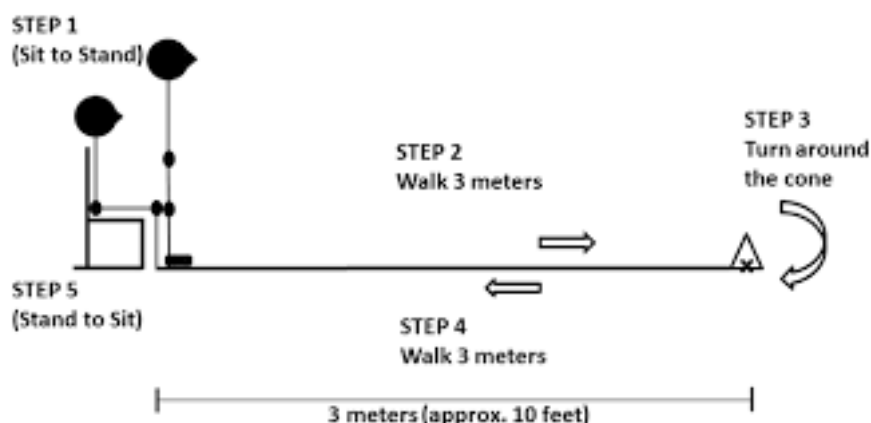 STEP 1
(Sit to Stand)
STEP 2
Walk 3 meters
STEP 3
Turn around
the cone
STEP 5
(Stand to Sit)
STEP 4
Walk 3 meters
3 meters (approx. 10 feet)